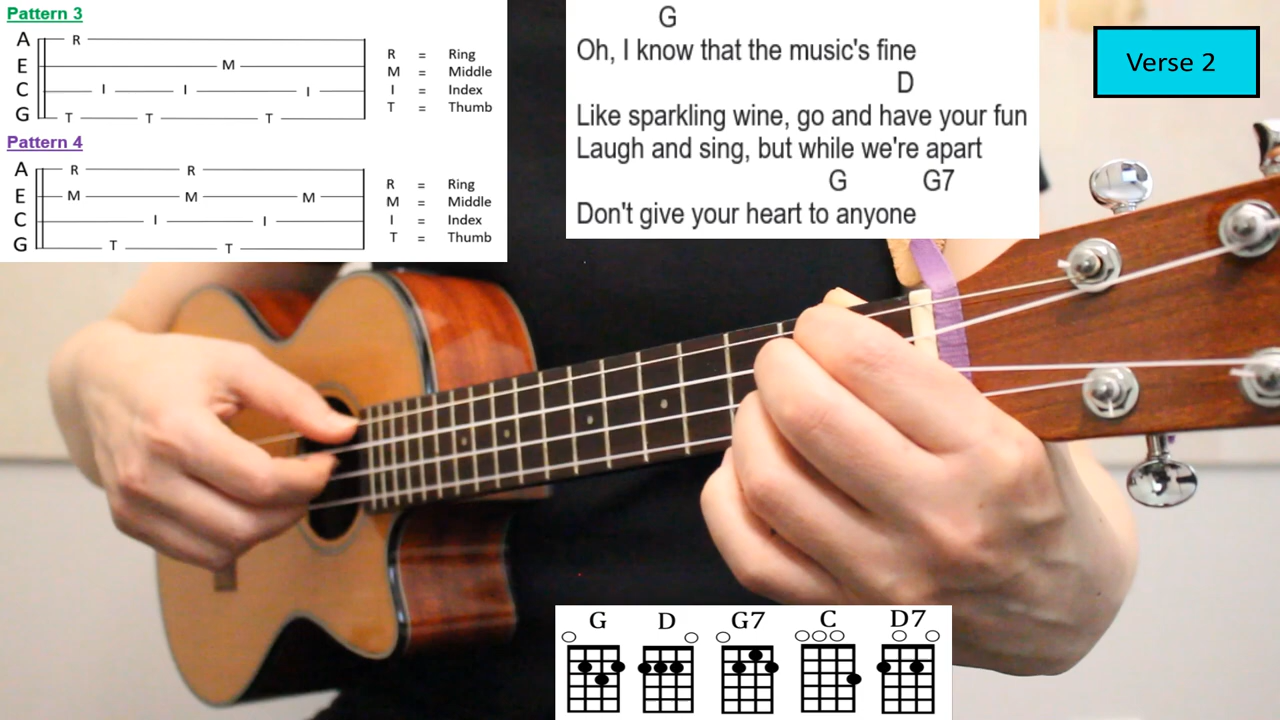 Pattern 3
A R
E M
C I I I
G T T T
R = Ring
M = Middle
I = Index
T = Thumb
Pattern 4
A R R
E M M M
C I I
G T T
R = Ring
M = Middle
I = Index
T = Thumb
G
Oh, I know that the music's fine
D
Like sparkling wine, go and have your fun
Laugh and sing, but while we're apart
G G7
Don't give your heart to anyone
Verse 2
G D G7 C D7